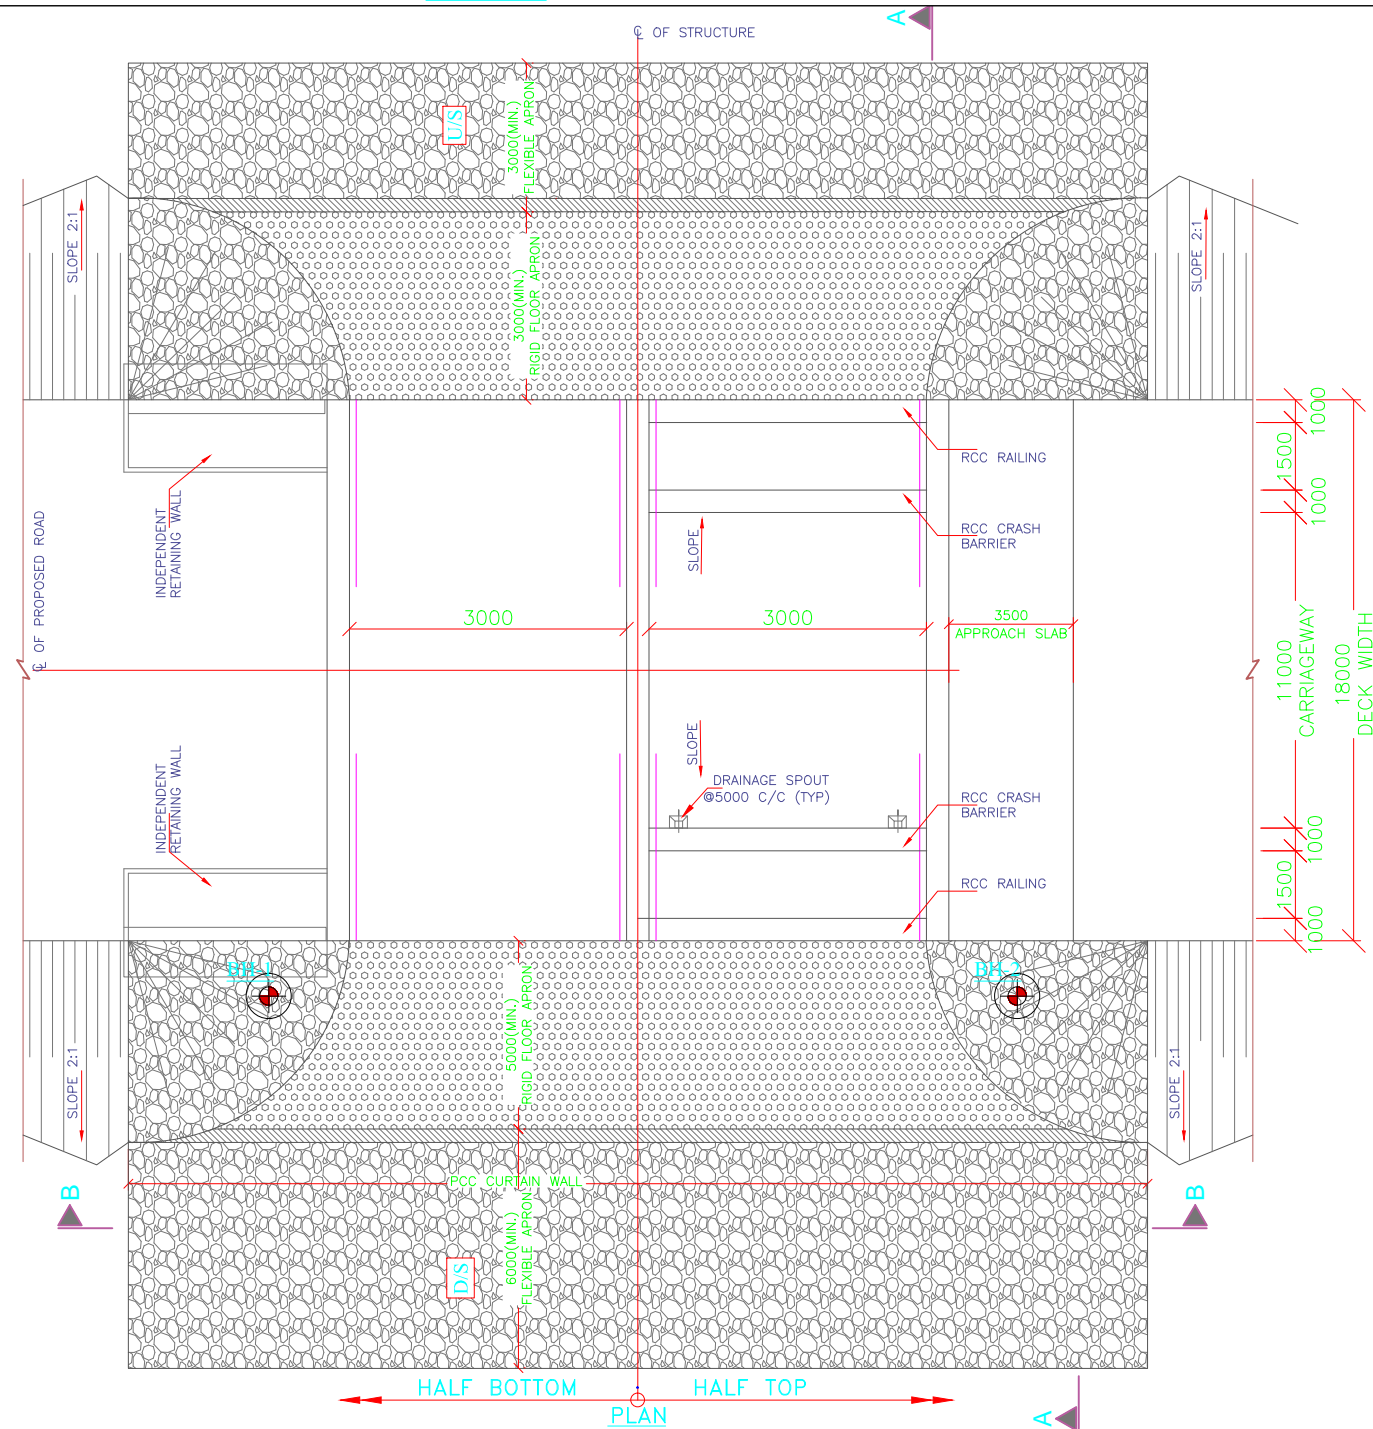 ℄ OF STRUCTURE
A
U/S
3000(MIN.)
FLEXIBLE APRON
SLOPE 2:1
SLOPE 2:1
3000(MIN.)
RIGID FLOOR APRON
1000
1500
1000
RCC RAILING
RCC CRASH
BARRIER
INDEPENDENT
RETAINING WALL
℄ OF PROPOSED ROAD
SLOPE
3000
3000
3500
APPROACH SLAB
11000
CARRIAGEWAY
18000
DECK WIDTH
SLOPE
DRAINAGE SPOUT
@5000 C/C (TYP)
INDEPENDENT
RETAINING WALL
RCC CRASH
BARRIER
1000
1500
1000
RCC RAILING
BH-1
BH-2
5000(MIN.)
RIGID FLOOR APRON
SLOPE 2:1
SLOPE 2:1
PCC CURTAIN WALL
B
B
6000(MIN.)
FLEXIBLE APRON
D/S
HALF BOTTOM
HALF TOP
PLAN
A